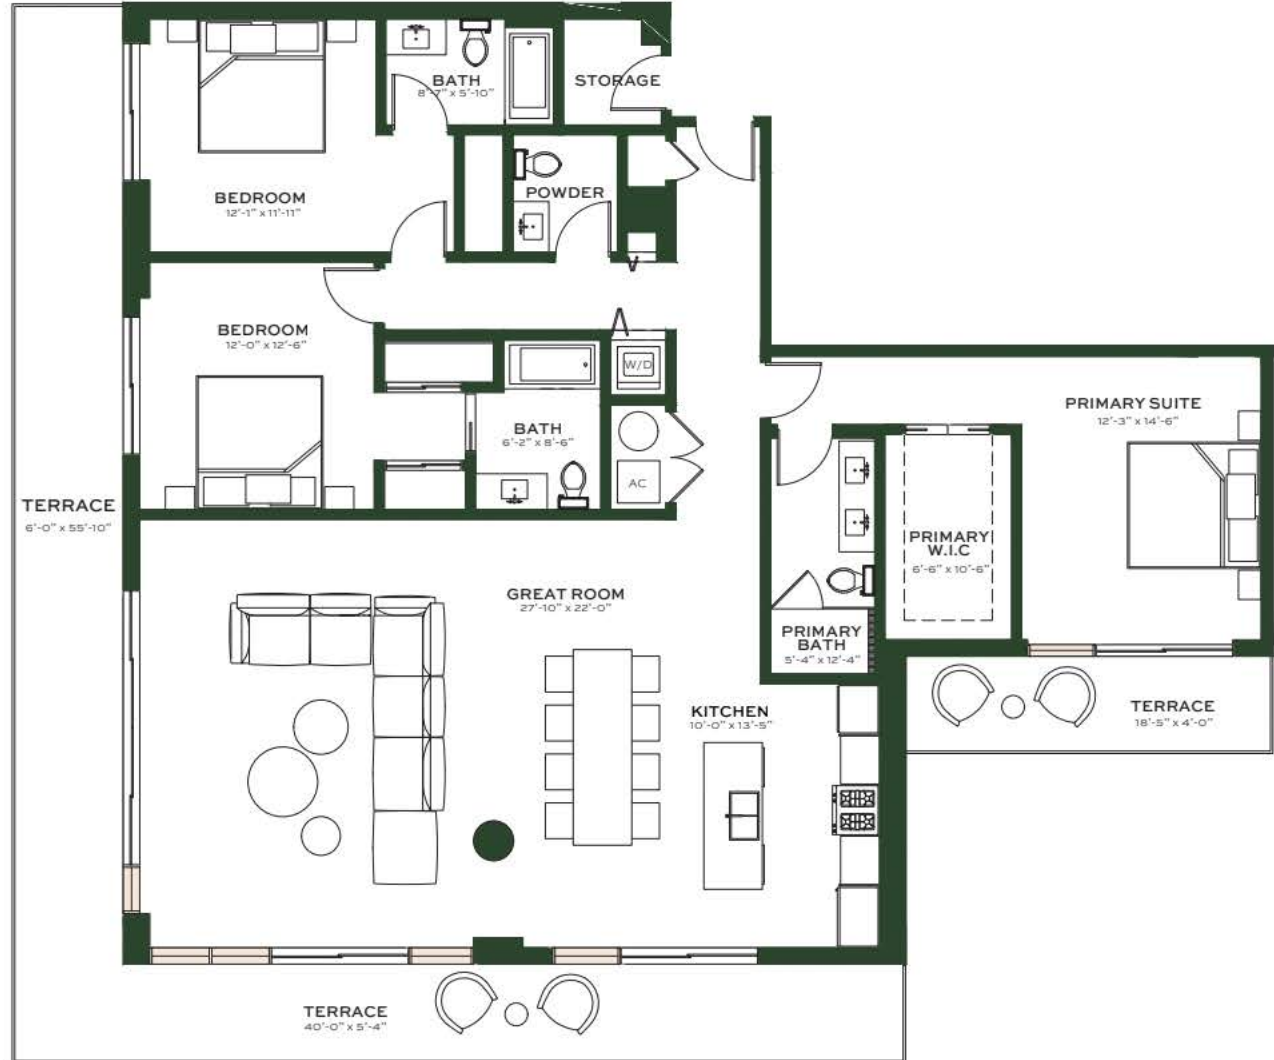 BATH
8'-7" x 5'-10"
STORAGE
BEDROOM
12'-1" x 11'-11"
POWDER
BEDROOM
12'-0" x 12'-6"
W/D
PRIMARY SUITE
12'-3" x 14'-6"
BATH
6'-2" x 8'-6"
AC
TERRACE
6'-0" x 55'-10"
PRIMARY
W.I.C
6'-6" x 10'-6"
GREAT ROOM
27'-10" x 22'-0"
PRIMARY
BATH
5'-4" x 12'-4"
KITCHEN
10'-0" x 13'-5"
TERRACE
18'-5" x 4'-0"
TERRACE
40'-0" x 5'-4"